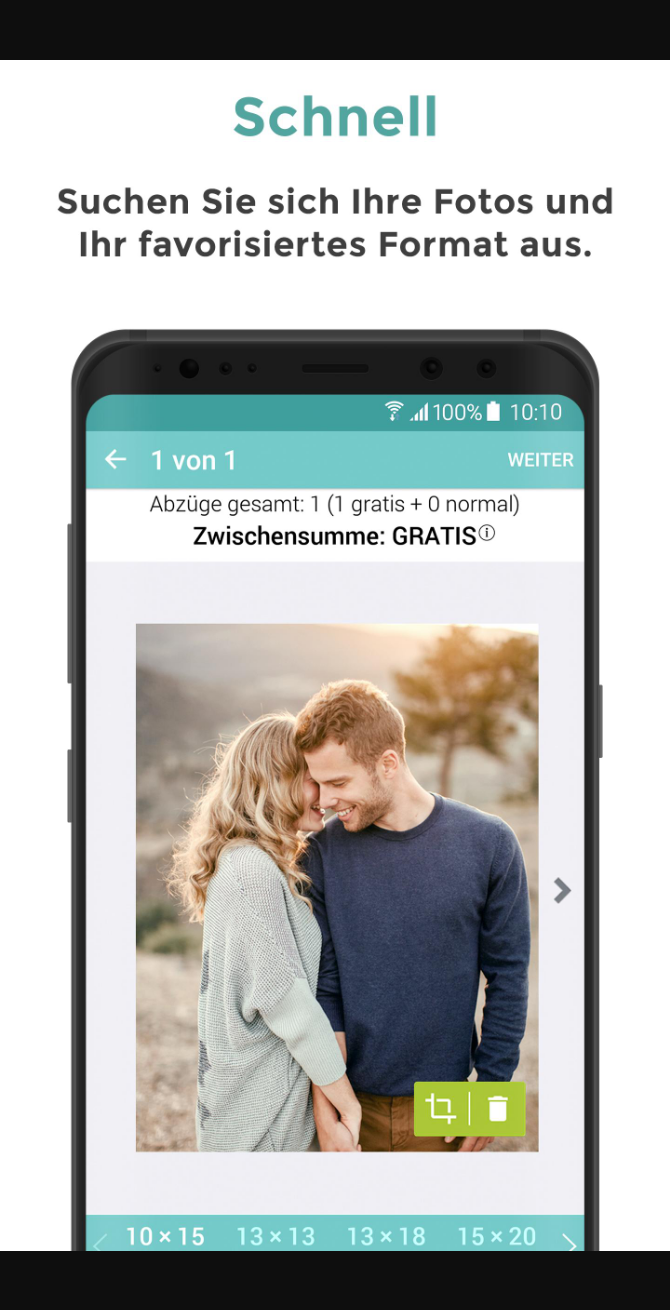 Schnell
Suchen Sie sich Ihre Fotos und
Ihr favorisiertes Format aus.
100% 10:10
1 von 1
WEITER
Abzüge gesamt: 1 (1 gratis + 0 normal)
Zwischensumme: GRATIS
10 × 15 13 × 13 13 × 18 15 × 20